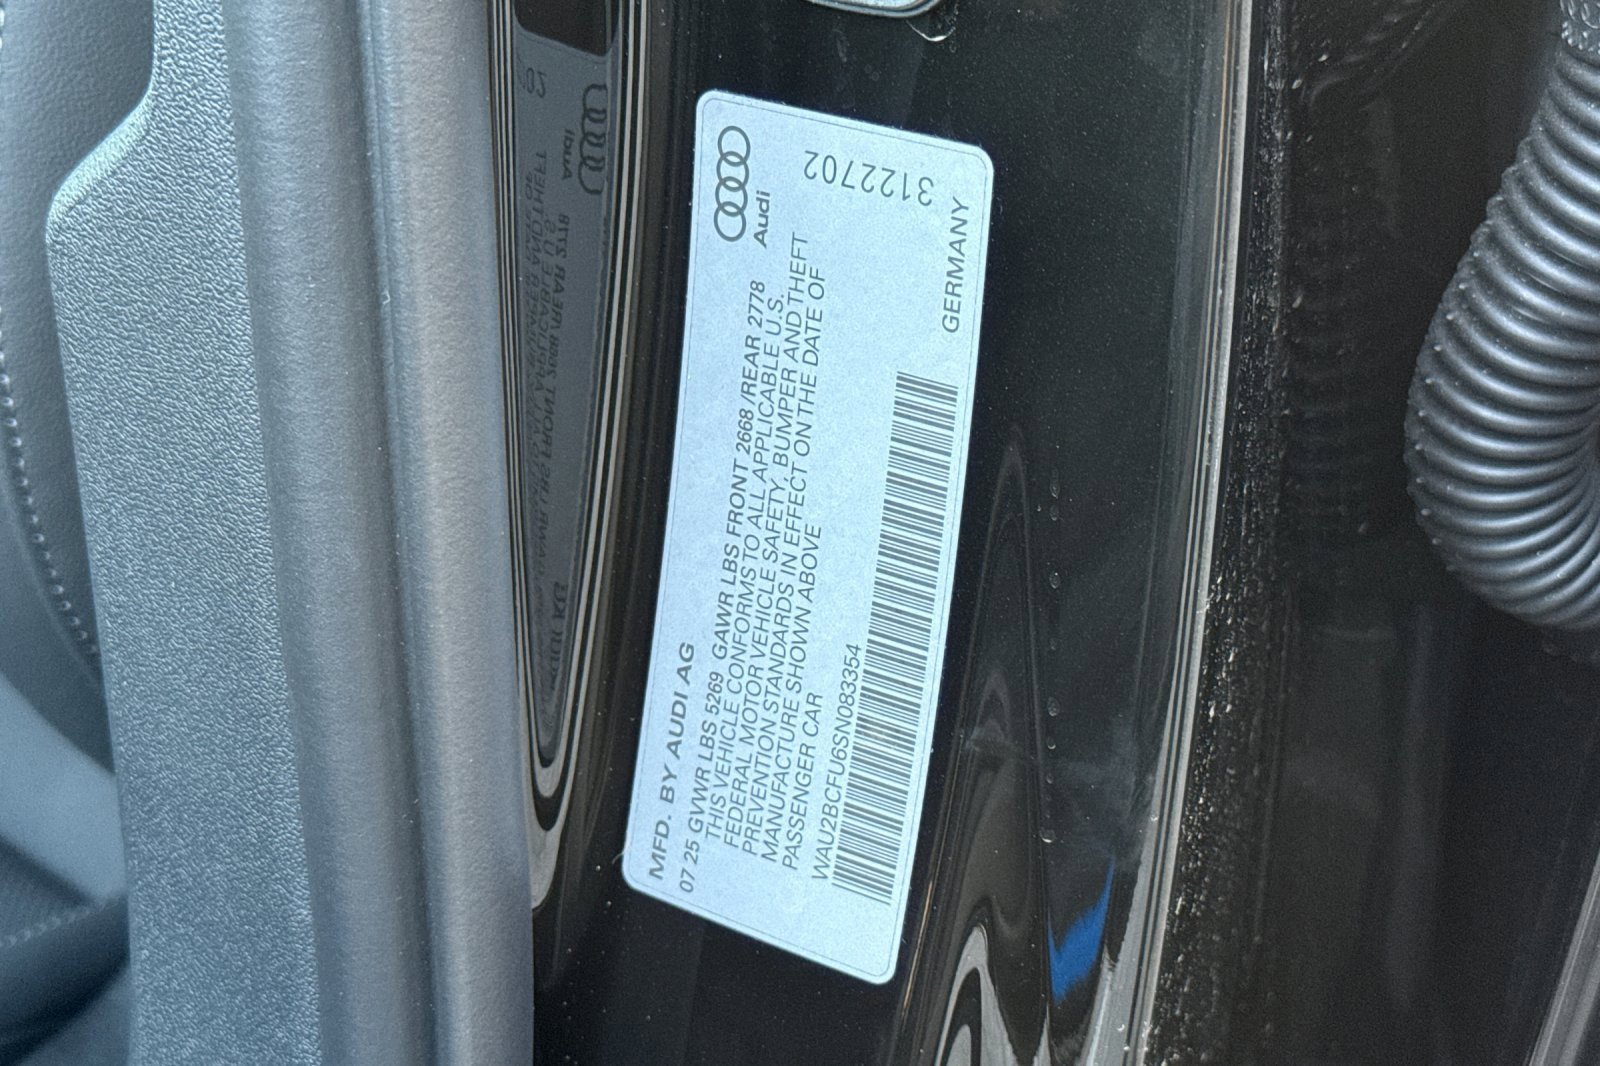 Audi
3122702
MFD. BY AUDI AG
07 25 GVWR LBS 5269 GAWR LBS FRONT 2668 /REAR 2778
THIS VEHICLE CONFORMS TO ALL APPLICABLE U.S.
FEDERAL MOTOR VEHICLE SAFETY, BUMPER AND THEFT
PREVENTION STANDARDS IN EFFECT ON THE DATE OF
MANUFACTURE SHOWN ABOVE
PASSENGER CAR
WAU2BCFU6SN083354
GERMANY